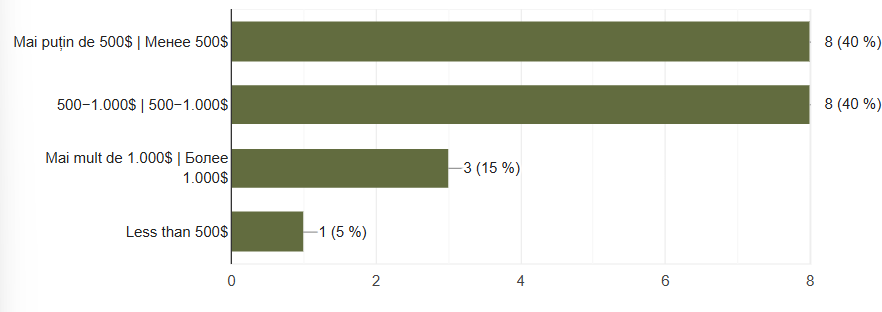 Mai puțin de 500$ | Менее 500$
8 (40 %)
500−1.000$ | 500−1.000$
8 (40 %)
Mai mult de 1.000$ | Более
1.000$
3 (15 %)
Less than 500$
1 (5 %)
0 2 4 6 8